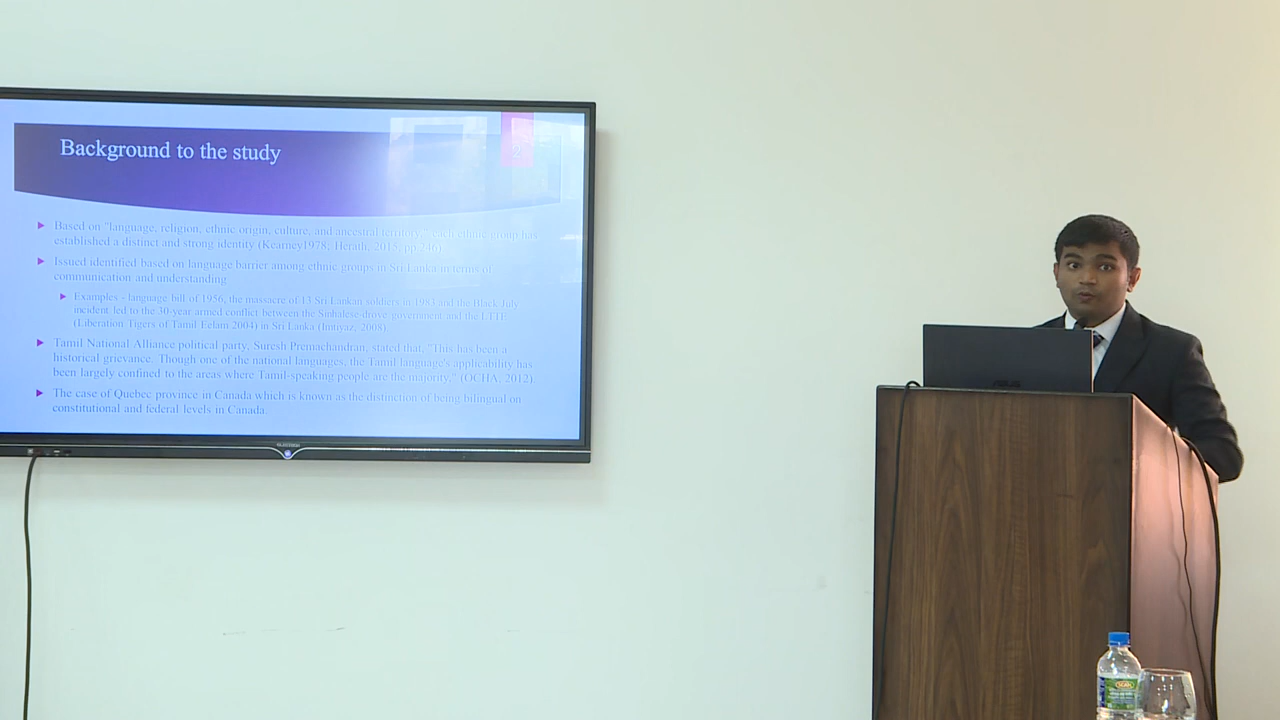 2
Background to the study
Based on "language, religion, ethnic origin, culture, and ancestral territory," each ethnic group has
established a distinct and strong identity (Kearney1978; Herath, 2015, pp.246).
Issued identified based on language barrier among ethnic groups in Sri Lanka in terms of
communication and understanding
Examples - language bill of 1956, the massacre of 13 Sri Lankan soldiers in 1983 and the Black July
incident led to the 30-year armed conflict between the Sinhalese-drove government and the LTTE
(Liberation Tigers of Tamil Eelam 2004) in Sri Lanka (Imtiyaz, 2008).
Tamil National Alliance political party, Suresh Premachandran, stated that, "This has been a
historical grievance. Though one of the national languages, the Tamil language's applicability has
been largely confined to the areas where Tamil-speaking people are the majority," (OCHA, 2012).
The case of Quebec province in Canada which is known as the distinction of being bilingual on
constitutional and federal levels in Canada.
ASUS